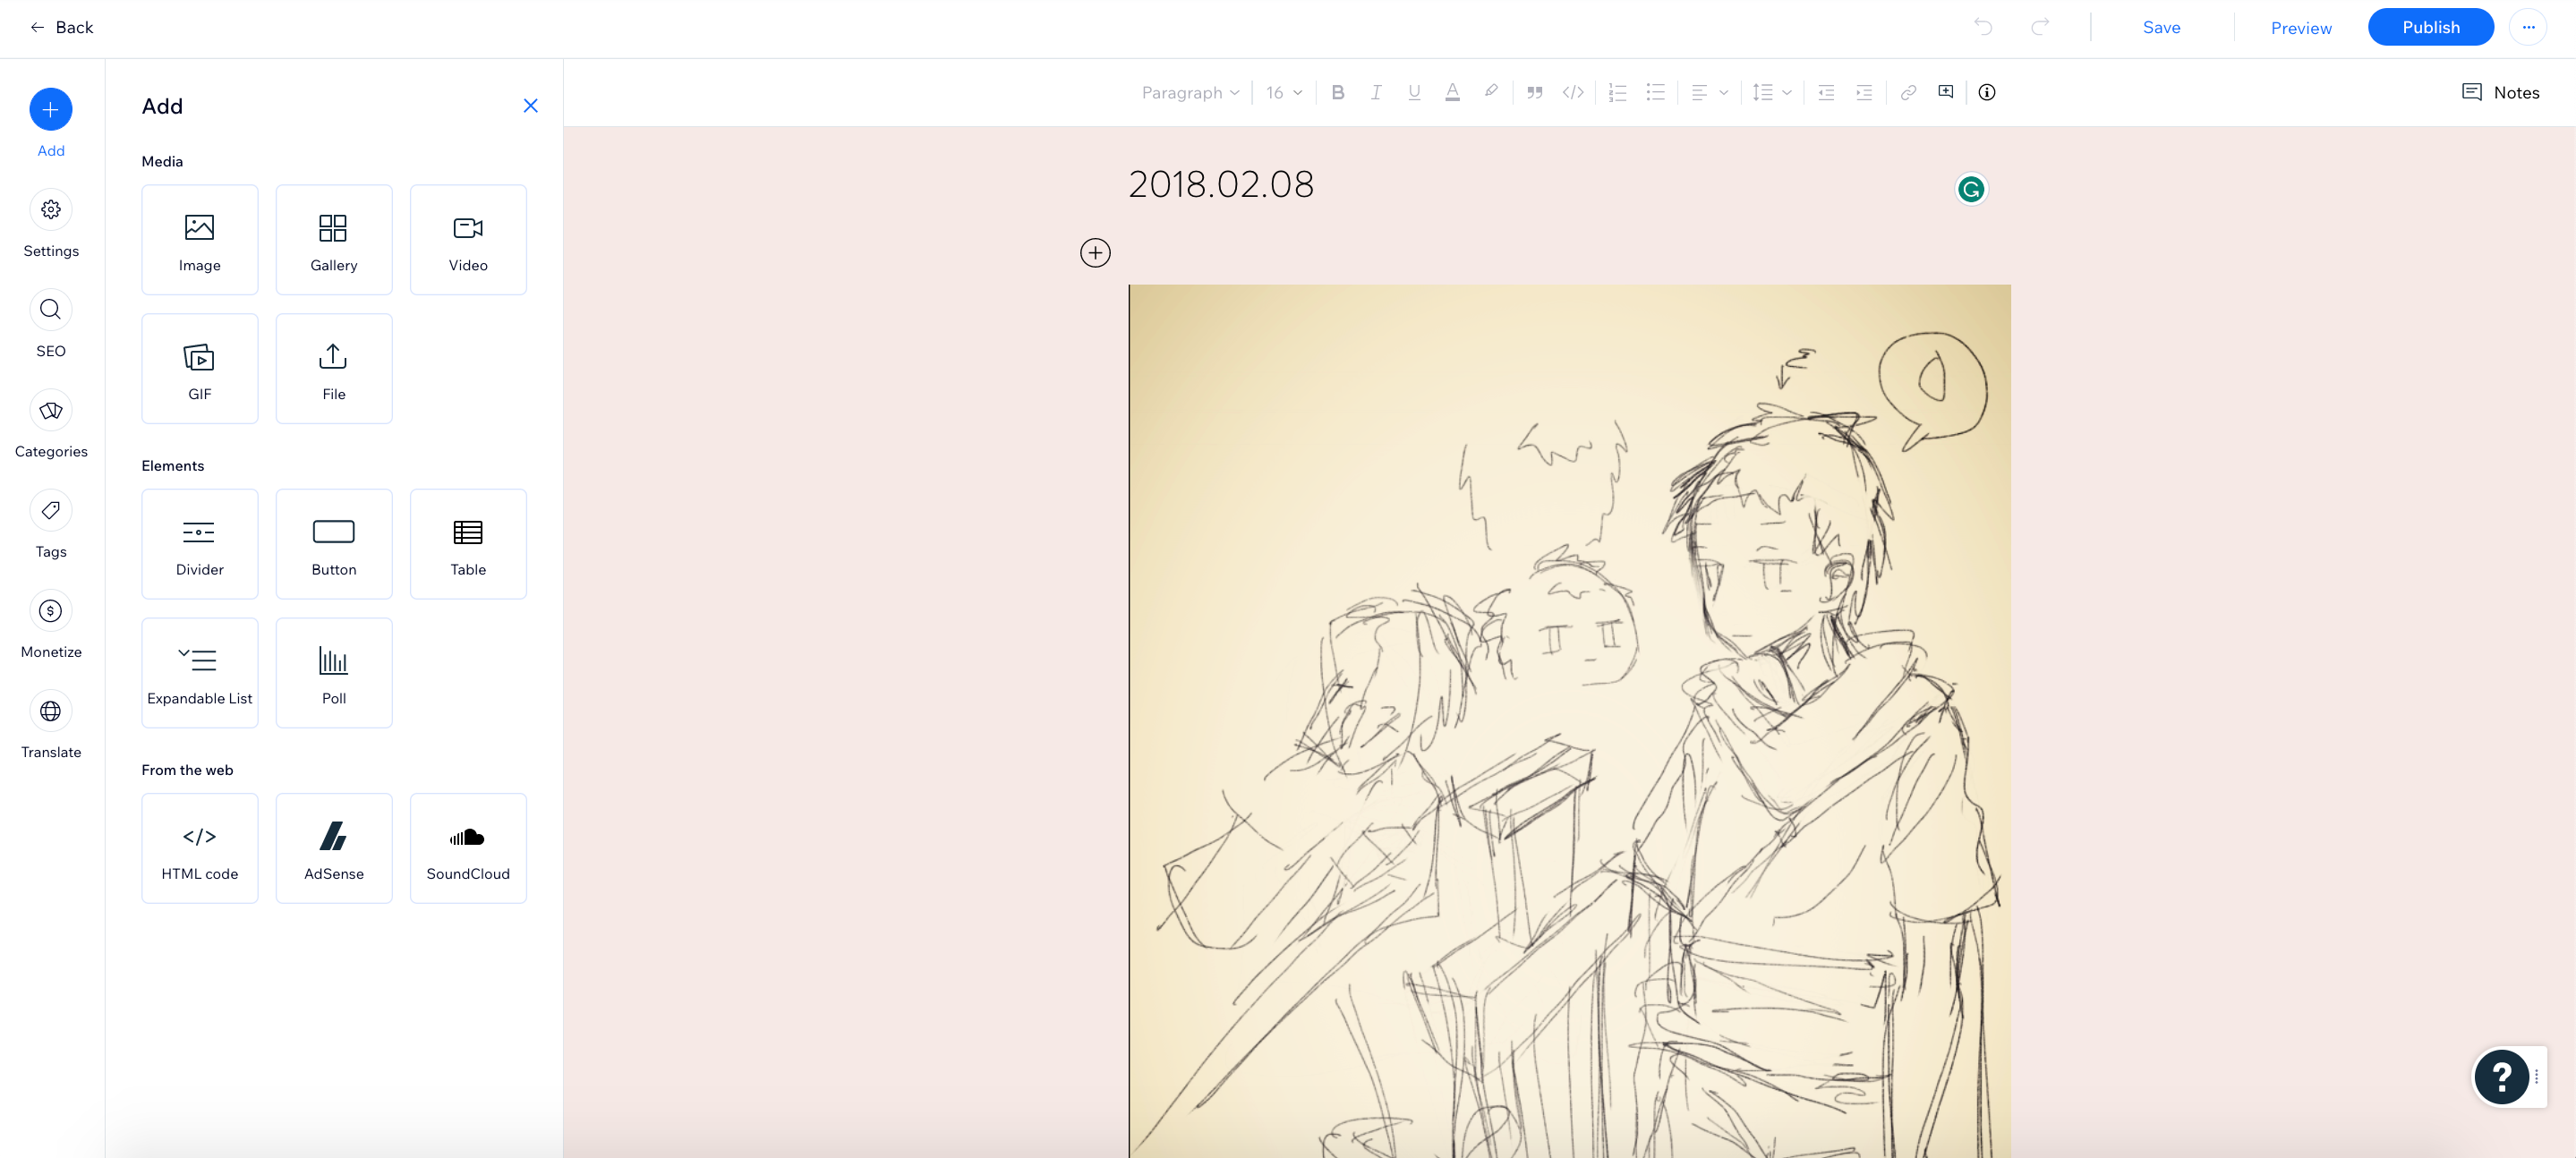 Back
Save
Preview
Publish
Add
Settings
SEO
Categories
Tags
Monetize
Translate
Add
Media
Image
Gallery
Video
GIF
File
Elements
Divider
Button
Table
Expandable List
Poll
From the web
</>
HTML code
AdSense
SoundCloud
Paragraph
16
B
I
U
A
</>
Notes
2018.02.08
G
?